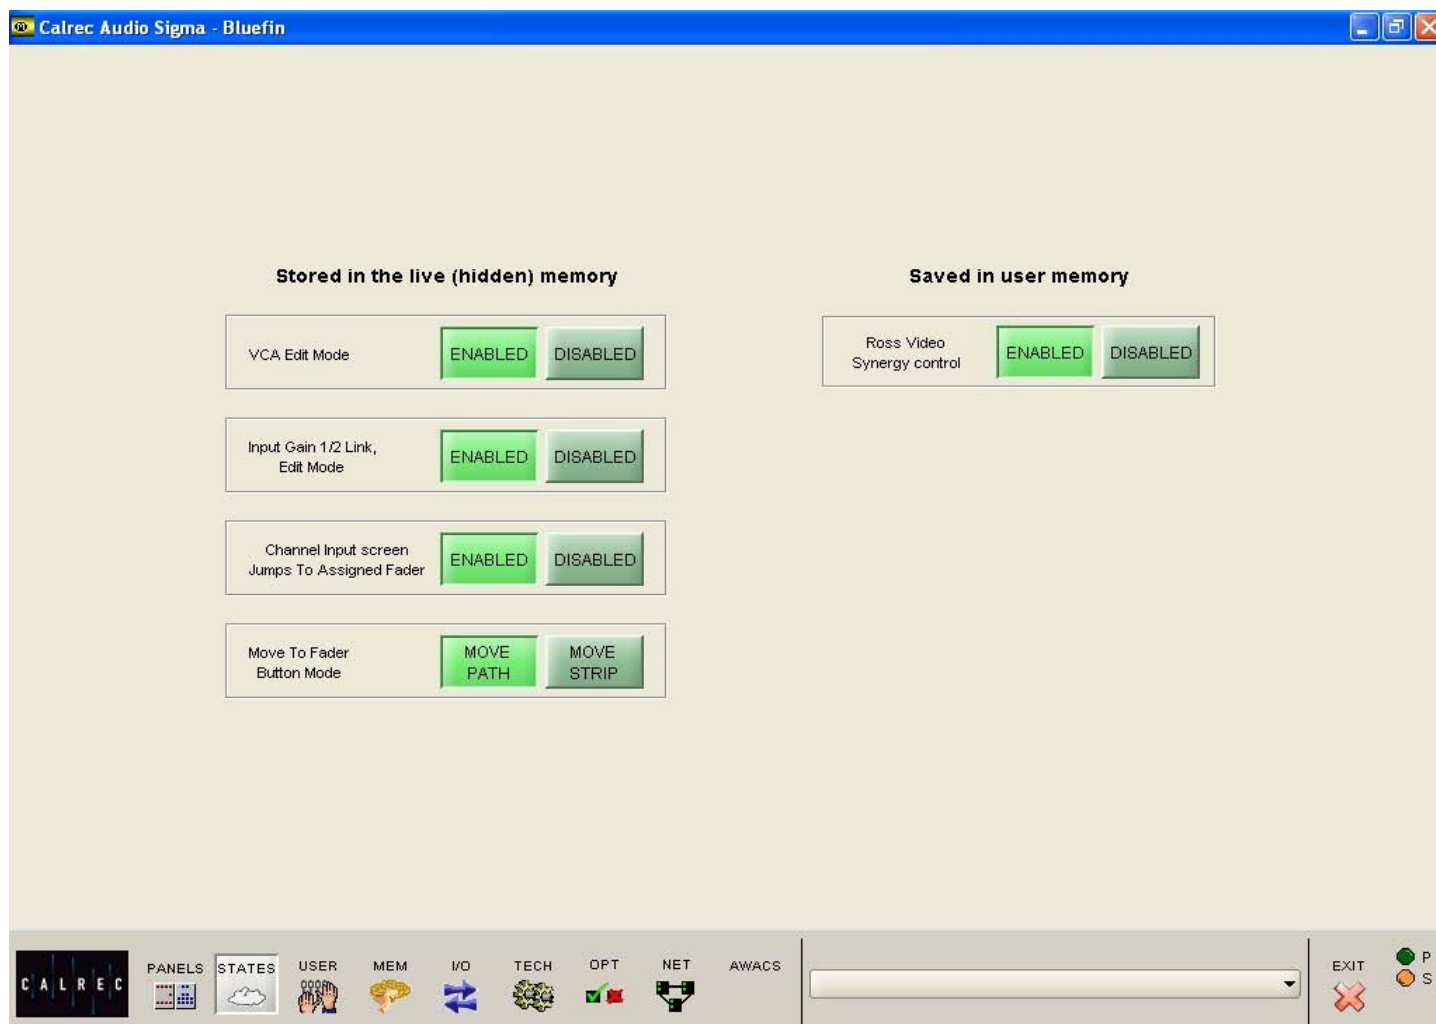 Calrec Audio Sigma - Bluefin
Stored in the live (hidden) memory
VCA Edit Mode
ENABLED
DISABLED
Input Gain 1/2 Link,
Edit Mode
ENABLED
DISABLED
Channel Input screen
Jumps To Assigned Fader
ENABLED
DISABLED
Move To Fader
Button Mode
MOVE
PATH
MOVE
STRIP
Saved in user memory
Ross Video
Synergy control
ENABLED
DISABLED
CALREC
PANELS
STATES
USER
MEM
I/O
TECH
OPT
NET
AWACS
EXIT
P
S